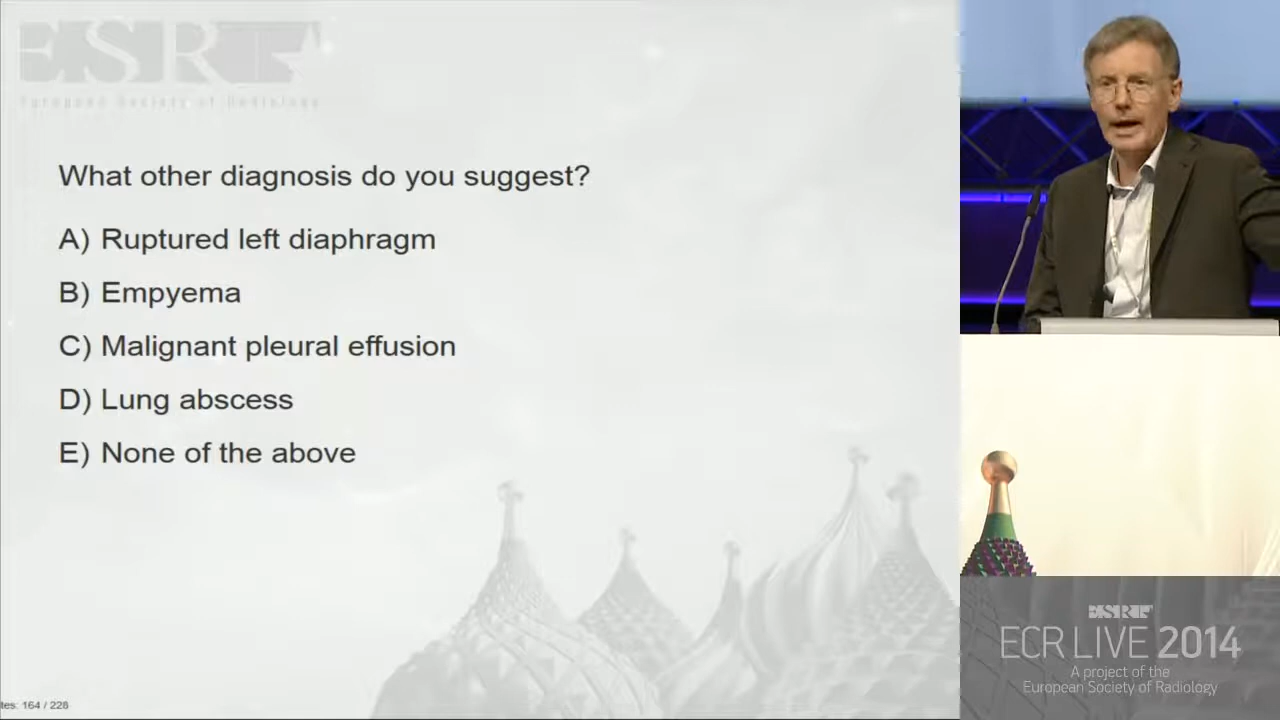 ESR
European Society of Radiology
What other diagnosis do you suggest?
A) Ruptured left diaphragm
B) Empyema
C) Malignant pleural effusion
D) Lung abscess
E) None of the above
tes: 164 / 228
ESR
ECR LIVE 2014
A project of the
European Society of Radiology